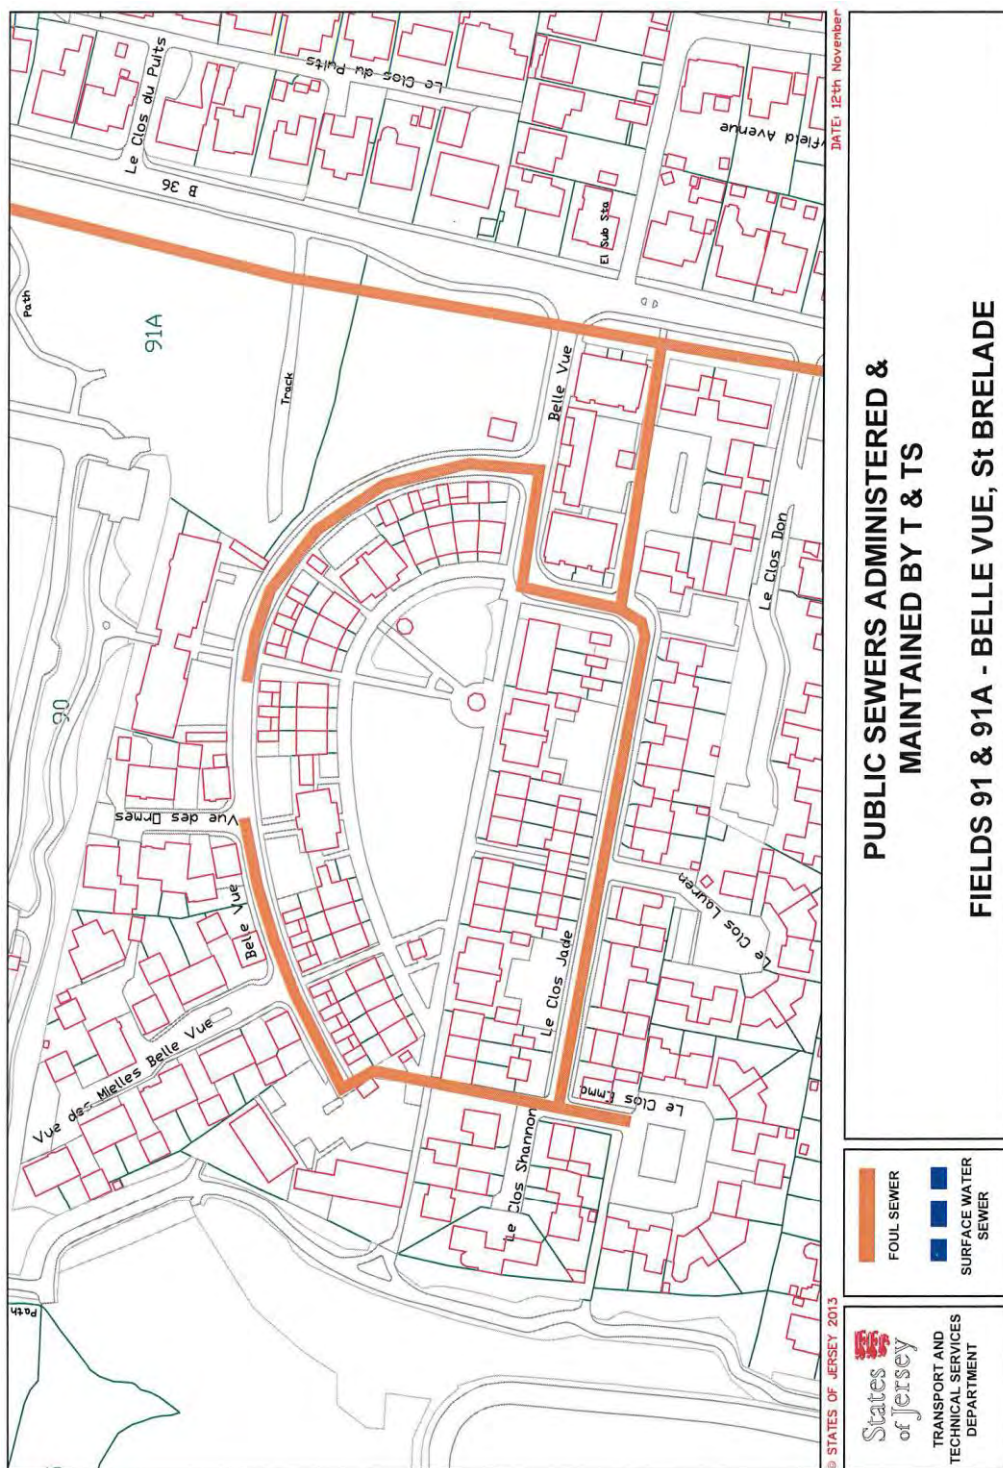 Le Clos du Puits
Le Clos du Puits
B 36
yfield Avenue
El Sub Sta
Path
91A
Track
Belle Vue
Le Clos Don
90
Vue des Ormes
Belle Vue
Vue des Mielles Belle Vue
Le Clos Jade
Le Clos Lauren
Le Clos Emma
Le Clos Shannon
Path
© STATES OF JERSEY 2013
DATE: 12th November
PUBLIC SEWERS ADMINISTERED &
MAINTAINED BY T & TS
FIELDS 91 & 91A - BELLE VUE, St BRELADE
FOUL SEWER
SURFACE WATER
SEWER
States
of Jersey
TRANSPORT AND
TECHNICAL SERVICES
DEPARTMENT